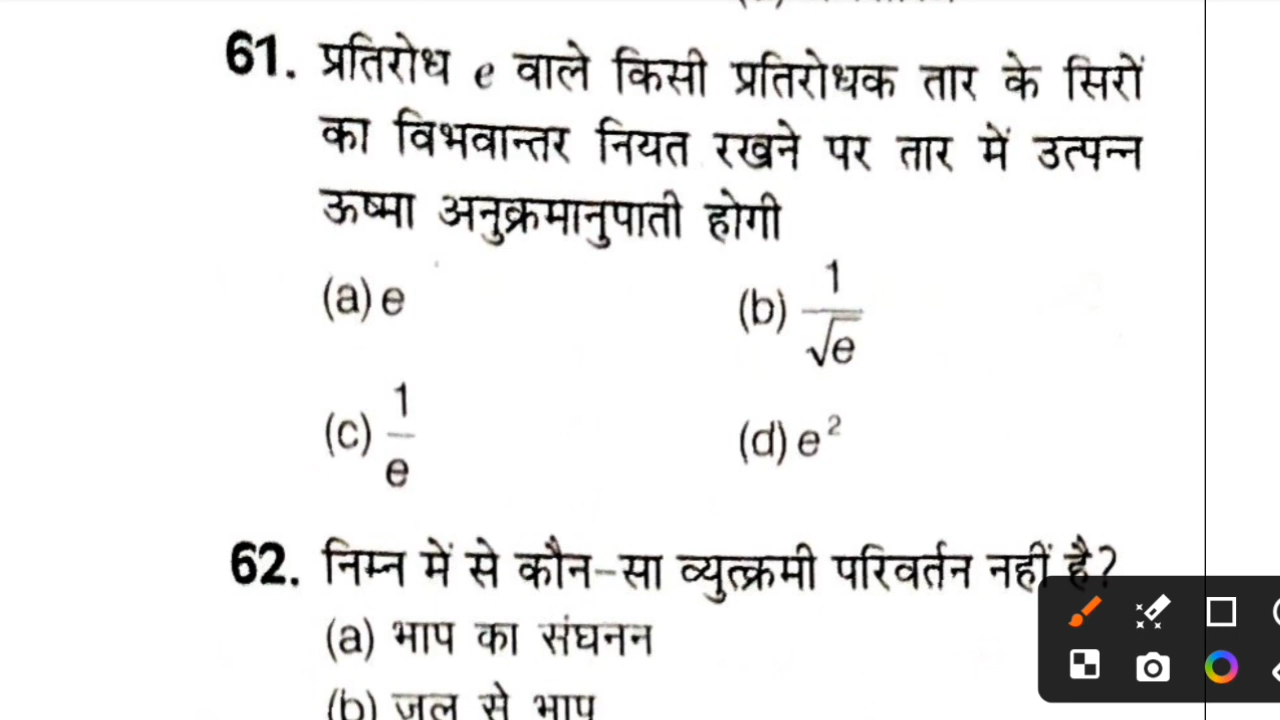 61. प्रतिरोध e वाले किसी प्रतिरोधक तार के सिरों
का विभवान्तर नियत रखने पर तार में उत्पन्न
ऊष्मा अनुक्रमानुपाती होगी
(a) e (b) 1/√e
(c) 1/e (d) e²
62. निम्न में से कौन-सा व्युत्क्रमी परिवर्तन नहीं है?
(a) भाप का संघनन
(b) जल से भाप